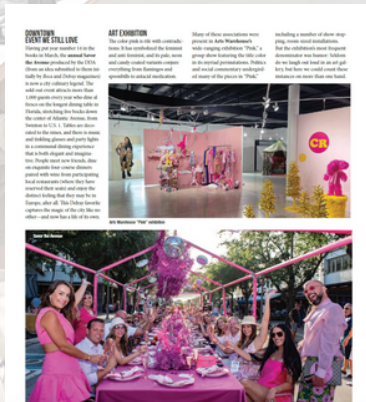 DOWNTOWN
EVENT WE STILL LOVE
Having put year number 14 in the
books in March, the annual Savor
the Avenue produced by the DDA
(from an idea submitted to them ini-
tially by Boca and Delray magazines)
is now a city culinary legend. The
sold-out event attracts more than
1,000 guests every year who dine al
fresco on the longest dining table in
Florida, stretching five blocks down
the center of Atlantic Avenue, from
Swinton to U.S. 1. Tables are deco-
rated to the nines, and there is music
and tinkling glasses and party lights
in a communal dining experience
that is both elegant and imagina-
tive. People meet new friends, dine
on exquisite four-course dinners
paired with wine from participating
local restaurants (where they have
reserved their seats) and enjoy the
distinct feeling that they may be in
Europe, after all. This Delray favorite
captures the magic of the city like no
other—and now has a life of its own.
ART EXHIBITION
The color pink is rife with contradic-
tions: It has symbolized the feminist
and anti-feminist, and its pale, neon
and candy-coated variants conjure
everything from flamingos and
spoonbills to antacid medication.
Many of these associations were
present in Arts Warehouse's
wide-ranging exhibition "Pink," a
group show featuring the title color
in its myriad permutations. Politics
and social commentary undergird-
ed many of the pieces in "Pink,"
including a number of show-stop-
ping, room-sized installations.
But the exhibition's most frequent
denominator was humor: Seldom
do we laugh out loud in an art gal-
lery, but here we could count these
instances on more than one hand.
CR
Arts Warehouse "Pink" exhibition
Savor the Avenue